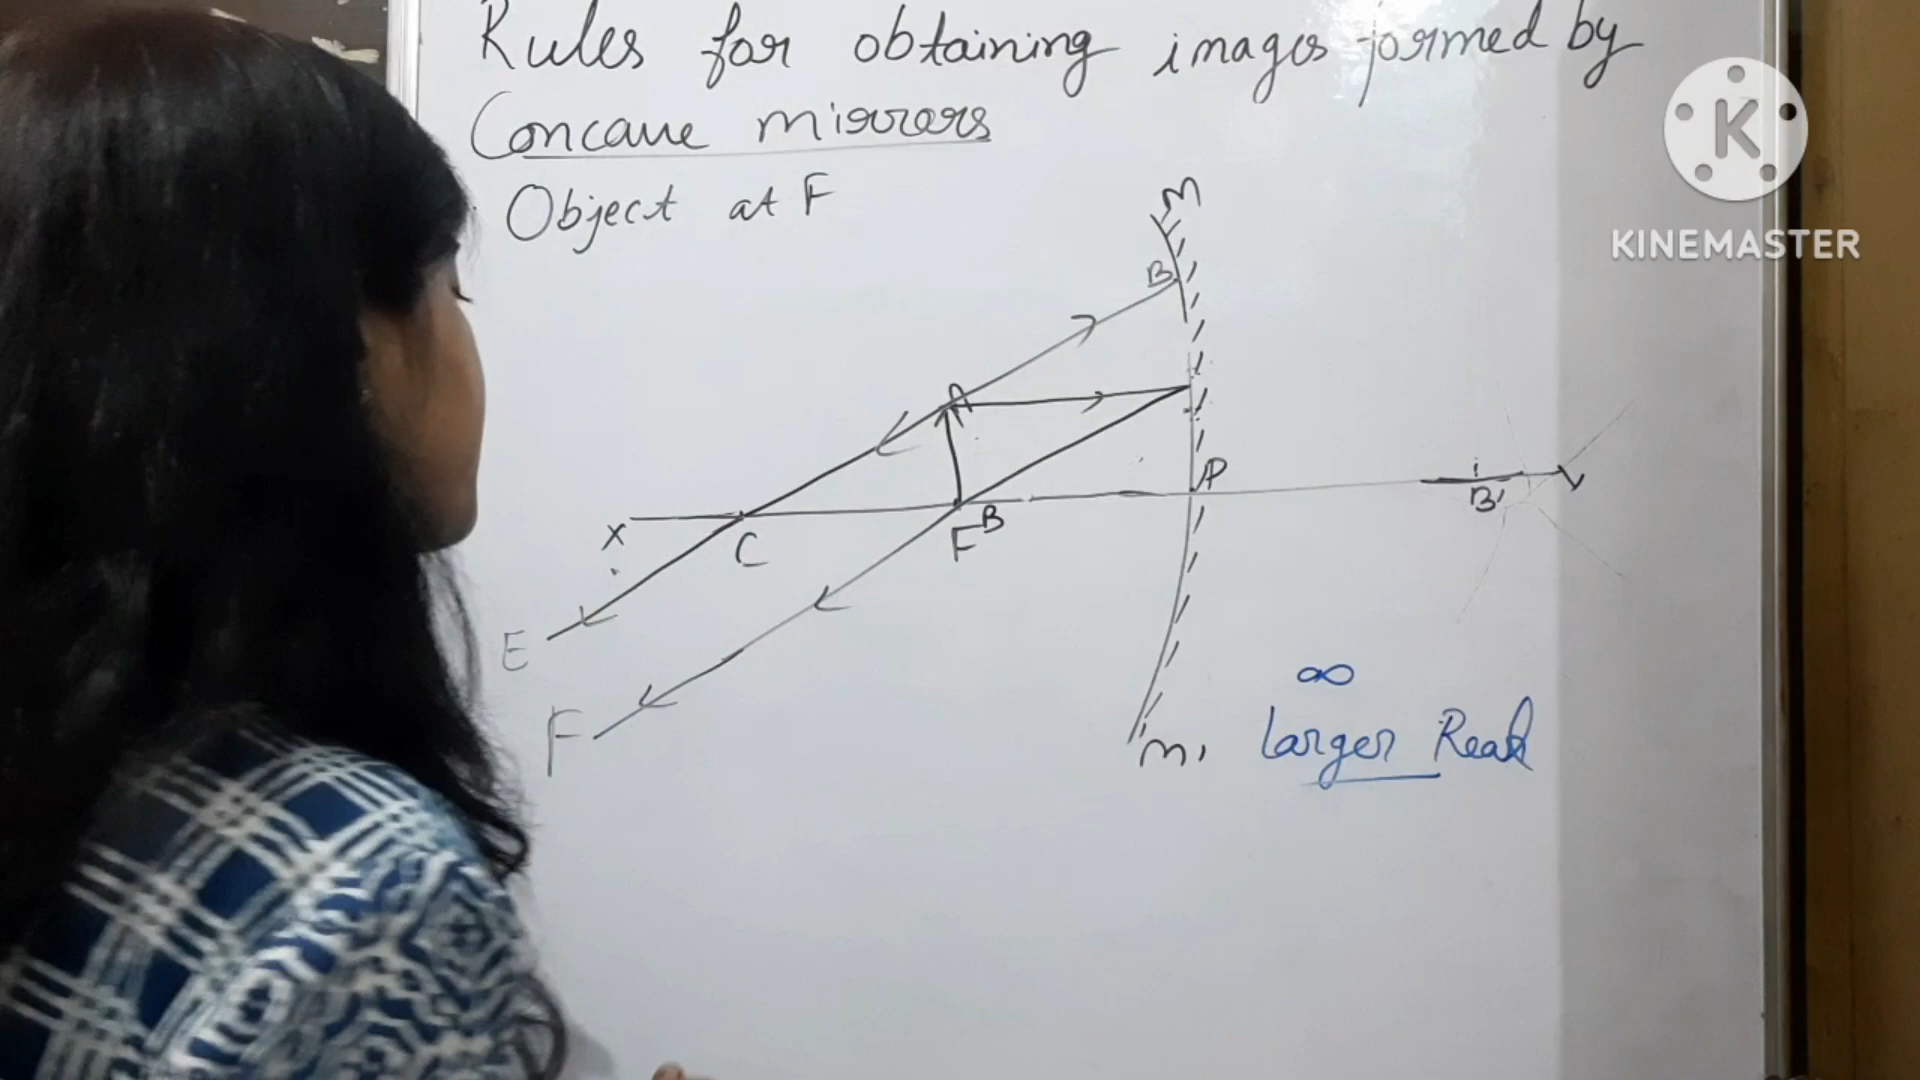 Rules for obtaining images formed by
Concave mirrors
Object at F
K
KINEMASTER
M
B
A
P
X
C
B
F
B'
E
F
∞
M'
Larger Real